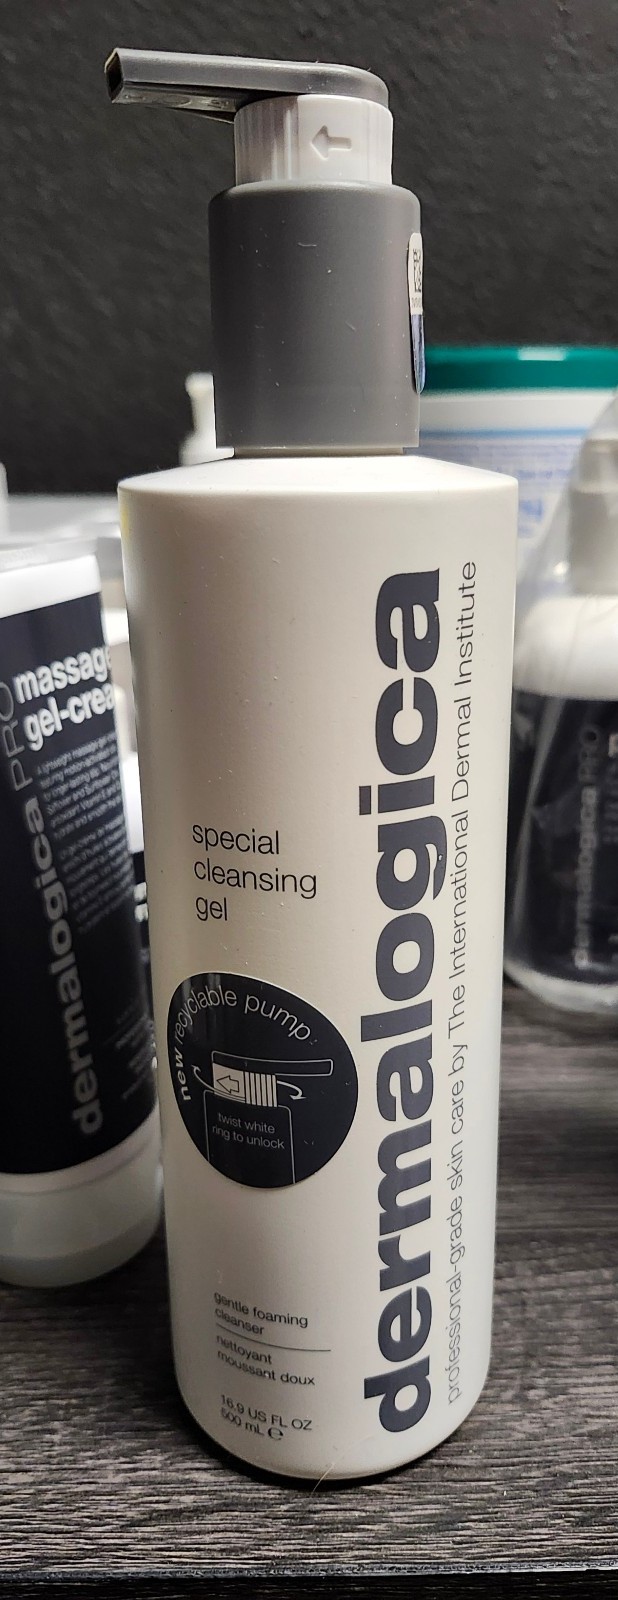 special
cleansing
gel
new recyclable pump
twist white
ring to unlock
gentle foaming
cleanser
nettoyant
moussant doux
16.9 US FL OZ
500 mL ℮
dermalogica
professional-grade skin care by The International Dermal Institute
massage
gel-crea
dermalogica PRO
dermalogica PRO